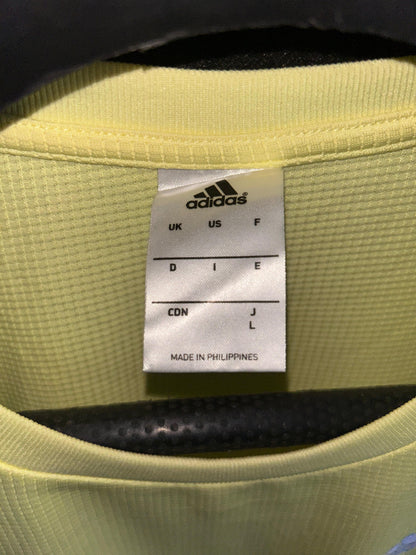 adidas
UK US F
D I E
CDN J
L
MADE IN PHILIPPINES